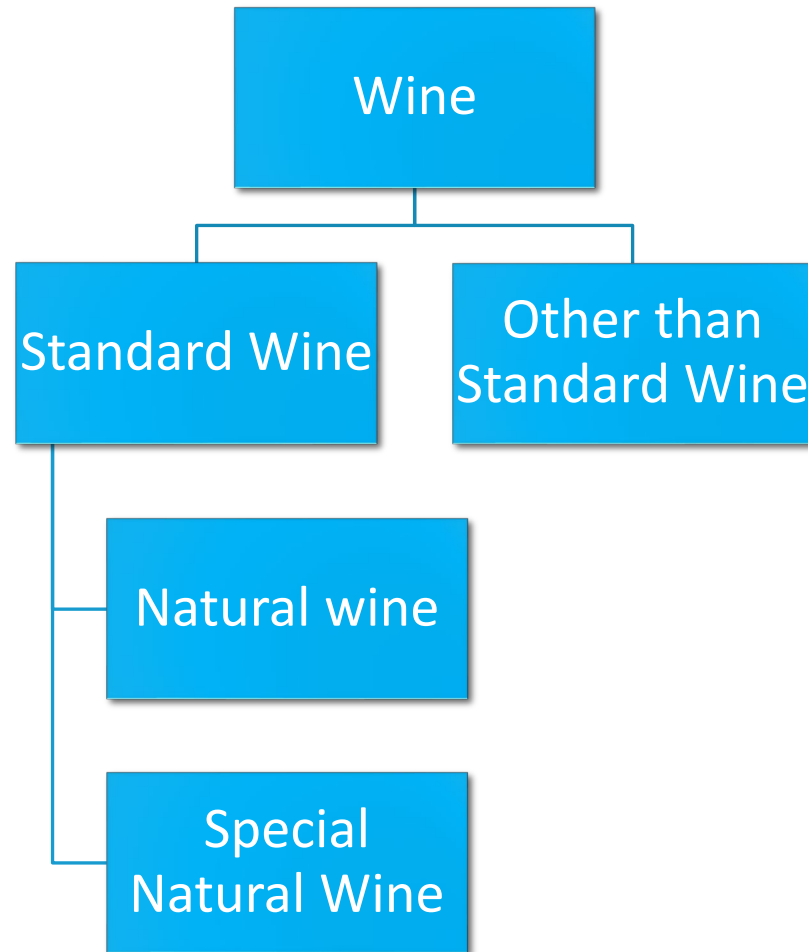 Wine
Standard Wine
Other than
Standard Wine
Natural wine
Special
Natural Wine